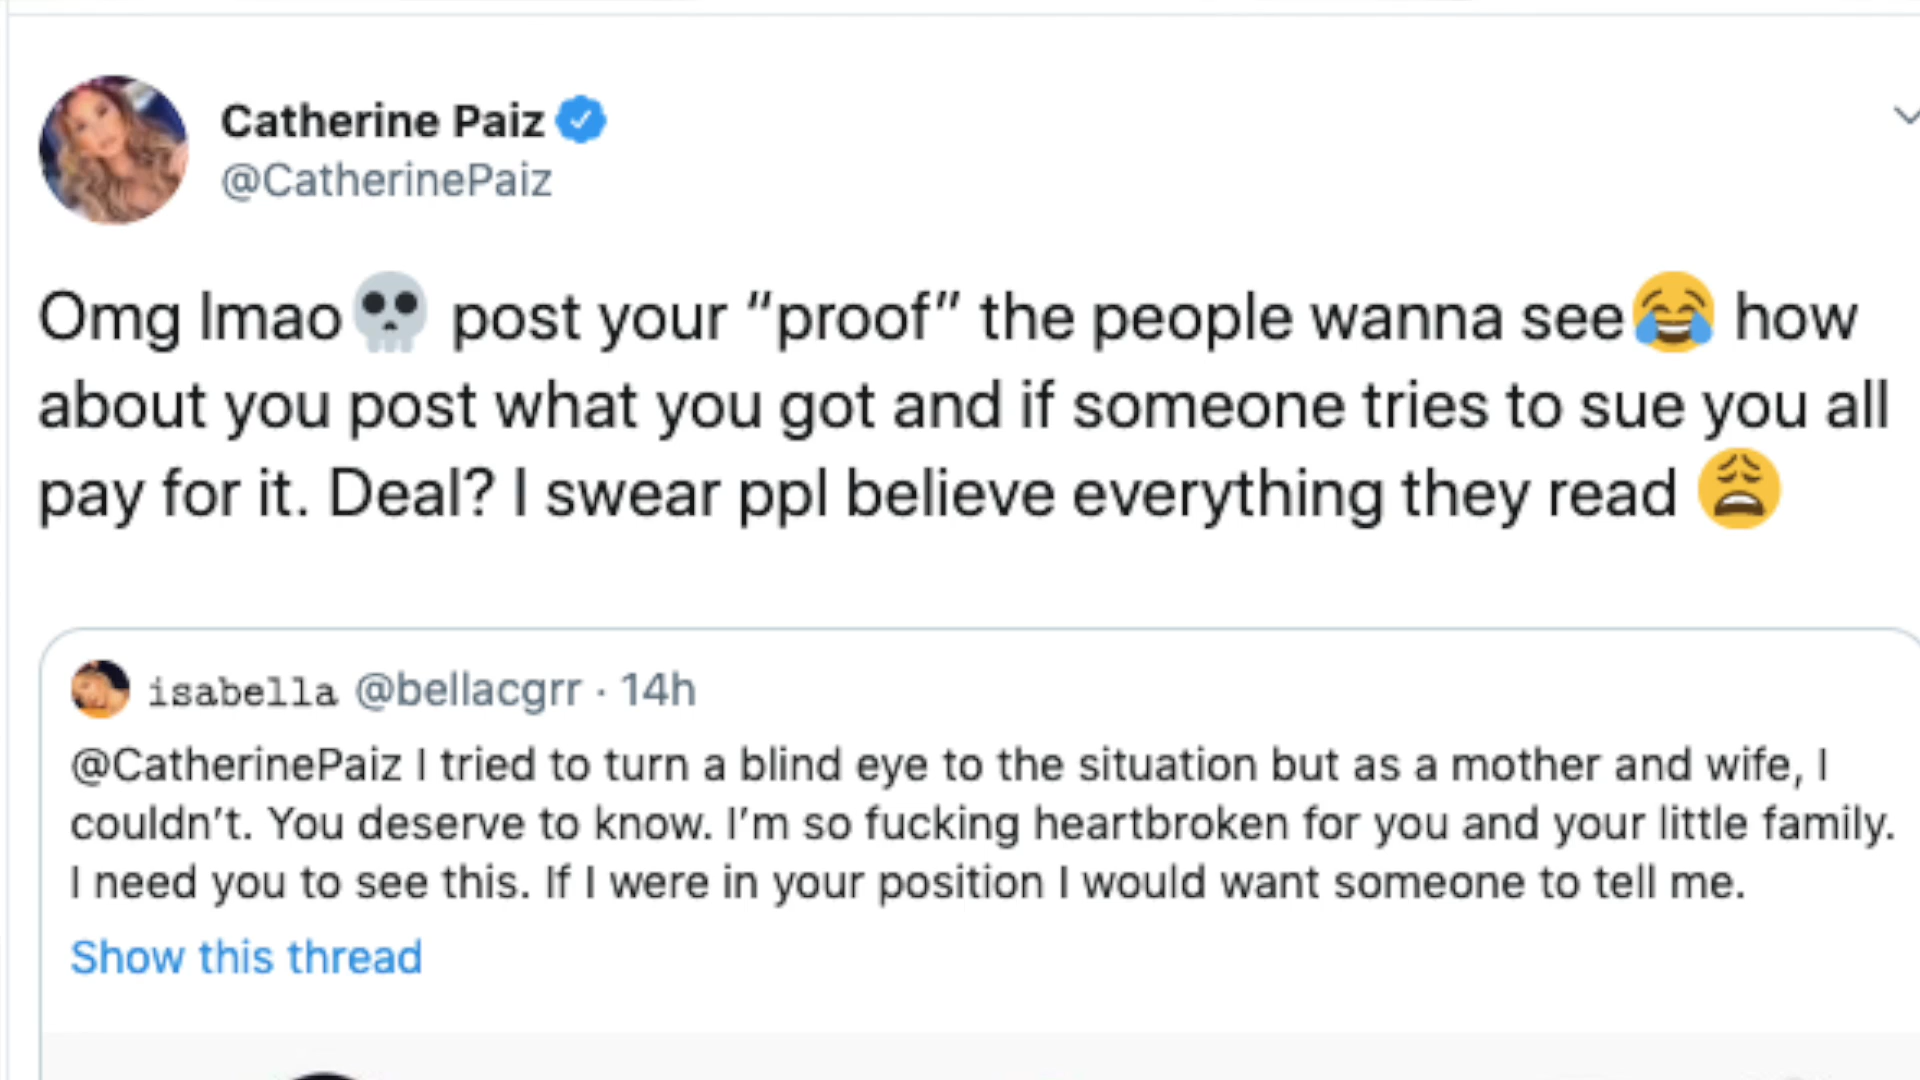 Catherine Paiz
@CatherinePaiz
Omg lmao💀 post your “proof” the people wanna see😂 how
about you post what you got and if someone tries to sue you all
pay for it. Deal? I swear ppl believe everything they read 😩
isabella @bellacgrr · 14h
@CatherinePaiz I tried to turn a blind eye to the situation but as a mother and wife, I
couldn’t. You deserve to know. I’m so fucking heartbroken for you and your little family.
I need you to see this. If I were in your position I would want someone to tell me.
Show this thread